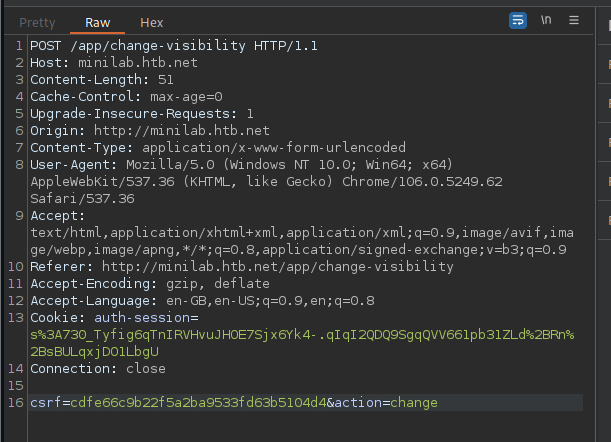 Pretty Raw Hex \n
1 POST /app/change-visibility HTTP/1.1
2 Host: minilab.htb.net
3 Content-Length: 51
4 Cache-Control: max-age=0
5 Upgrade-Insecure-Requests: 1
6 Origin: http://minilab.htb.net
7 Content-Type: application/x-www-form-urlencoded
8 User-Agent: Mozilla/5.0 (Windows NT 10.0; Win64; x64)
AppleWebKit/537.36 (KHTML, like Gecko) Chrome/106.0.5249.62
Safari/537.36
9 Accept:
text/html,application/xhtml+xml,application/xml;q=0.9,image/avif,ima
ge/webp,image/apng,*/*;q=0.8,application/signed-exchange;v=b3;q=0.9
10 Referer: http://minilab.htb.net/app/change-visibility
11 Accept-Encoding: gzip, deflate
12 Accept-Language: en-GB,en-US;q=0.9,en;q=0.8
13 Cookie: auth-session=
s%3A730_Tyfig6qTnIRVHvuJHOE7Sjx6Yk4-.qIqI2QDQ9SgqQVV661pb31ZLd%2BRn%
2BsBULqxjDO1LbgU
14 Connection: close
15
16 csrf=cdfe66c9b22f5a2ba9533fd63b5104d4&action=change